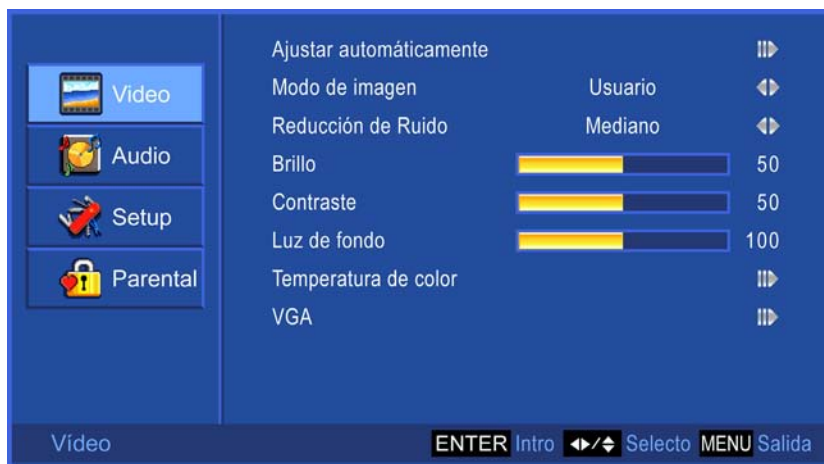 Video
Audio
Setup
Parental
Ajustar automáticamente
Modo de imagen Usuario
Reducción de Ruido Mediano
Brillo 50
Contraste 50
Luz de fondo 100
Temperatura de color
VGA
Vídeo ENTER Intro Selecto MENU Salida